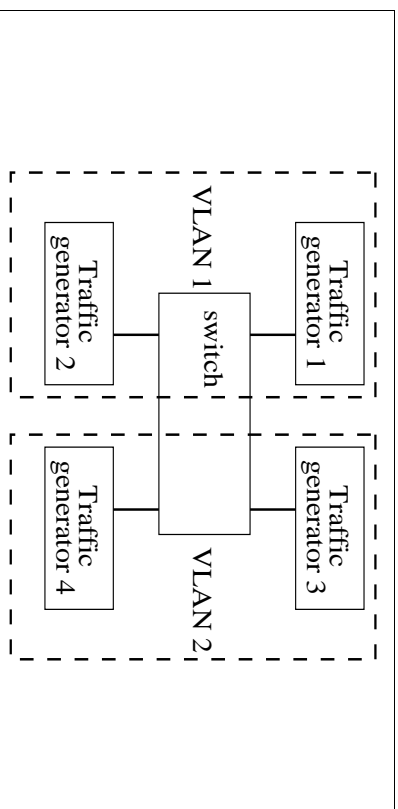 Traffic
generator 1
Traffic
generator 3
VLAN 1
switch
VLAN 2
Traffic
generator 2
Traffic
generator 4